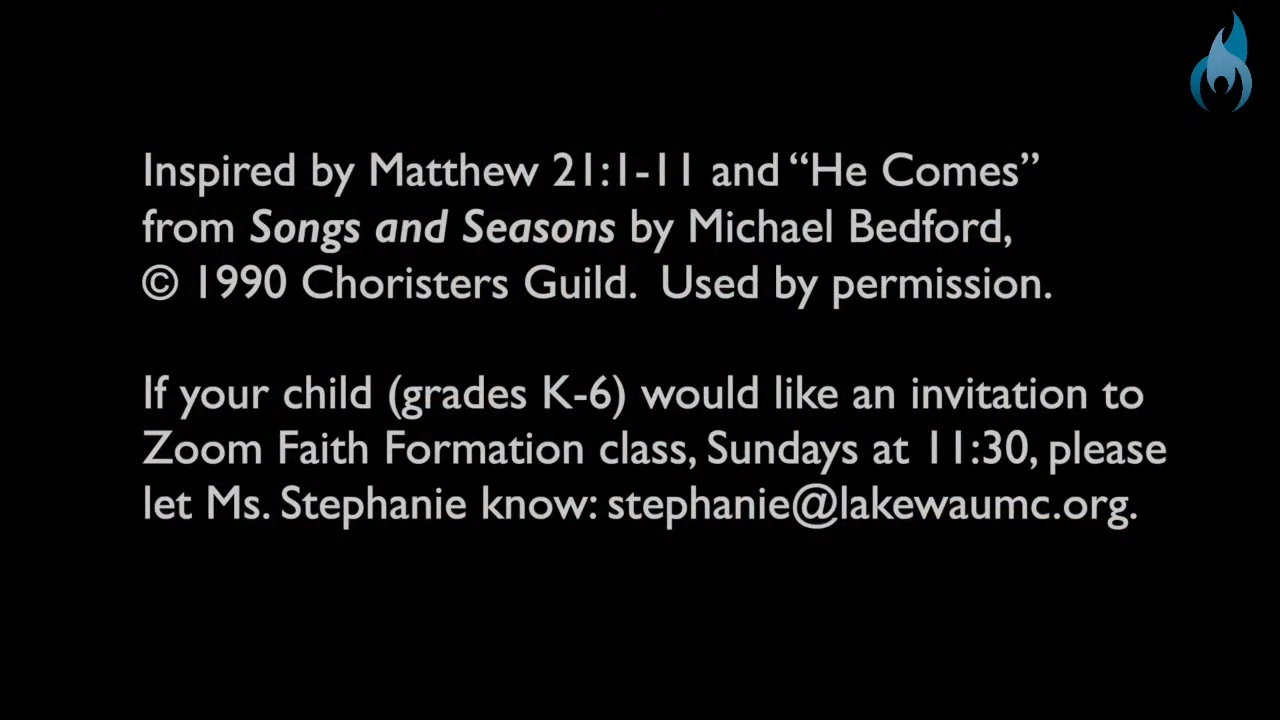 Inspired by Matthew 21:1-11 and “He Comes”
from Songs and Seasons by Michael Bedford,
© 1990 Choristers Guild.  Used by permission.
If your child (grades K-6) would like an invitation to
Zoom Faith Formation class, Sundays at 11:30, please
let Ms. Stephanie know: stephanie@lakewaumc.org.